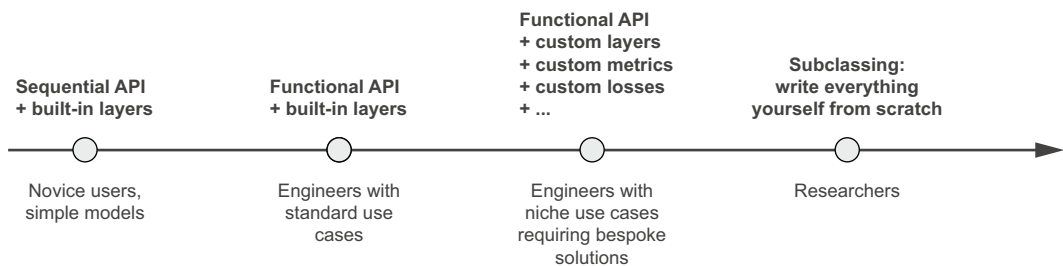 Sequential API
+ built-in layers
Functional API
+ built-in layers
Functional API
+ custom layers
+ custom metrics
+ custom losses
+ ...
Subclassing:
write everything
yourself from scratch
Novice users,
simple models
Engineers with
standard use
cases
Engineers with
niche use cases
requiring bespoke
solutions
Researchers